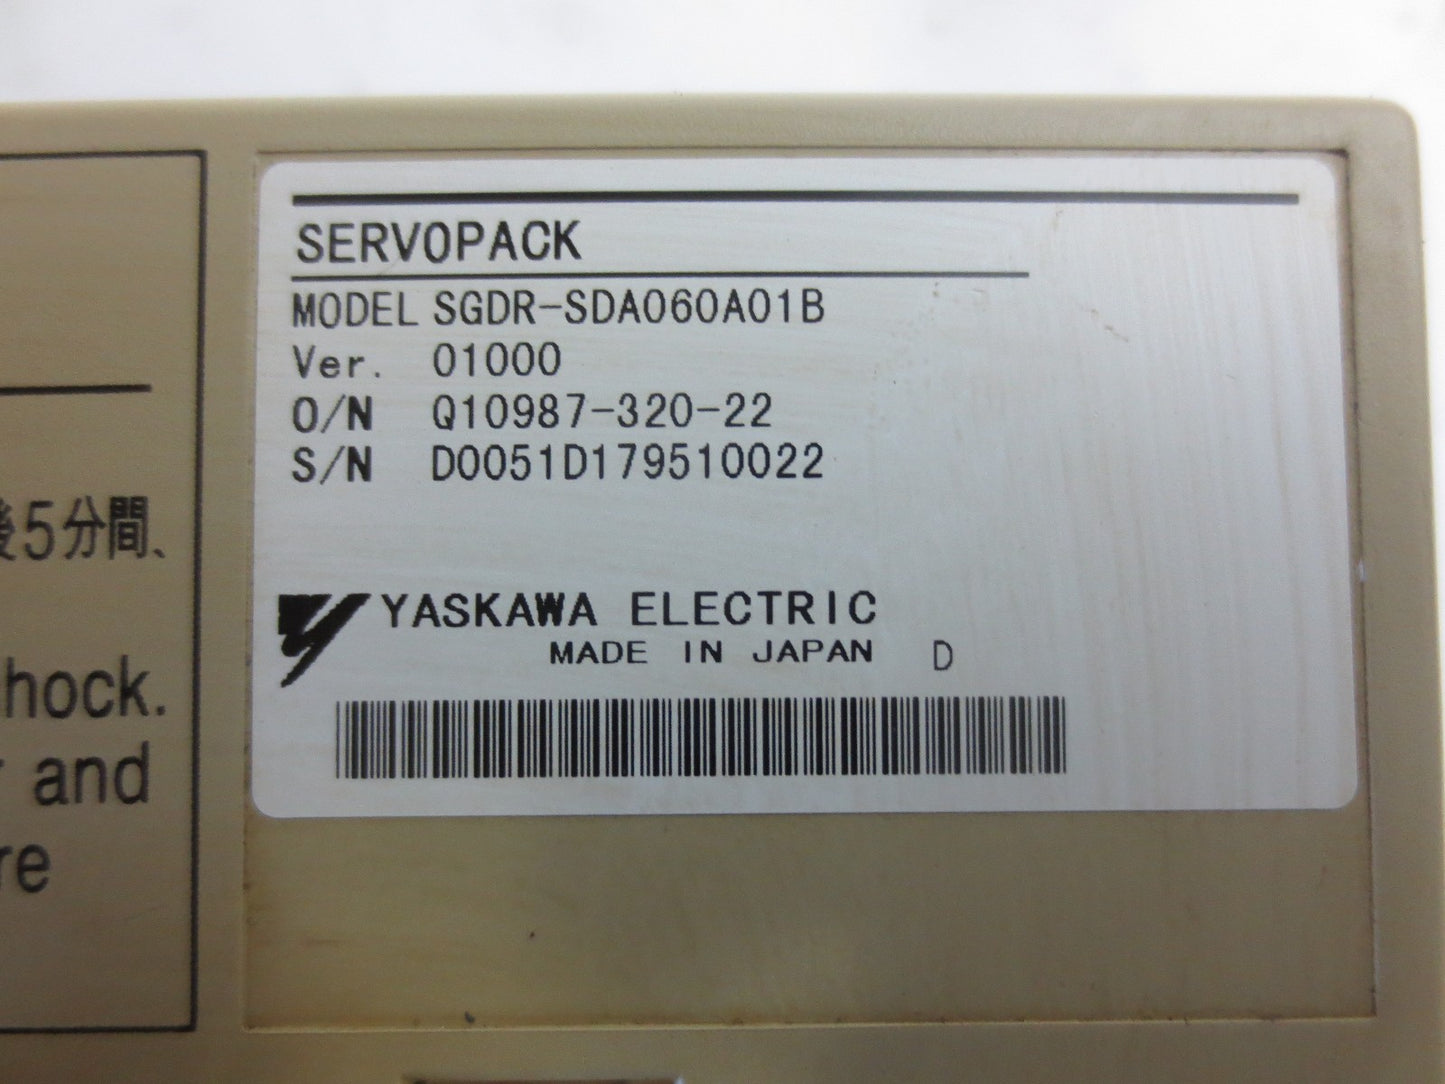 SERVOPACK
MODEL SGDR-SDA060A01B
Ver. 01000
O/N Q10987-320-22
S/N D0051D179510022
YASKAWA ELECTRIC
MADE IN JAPAN D
後5分間、
hock.
and
re